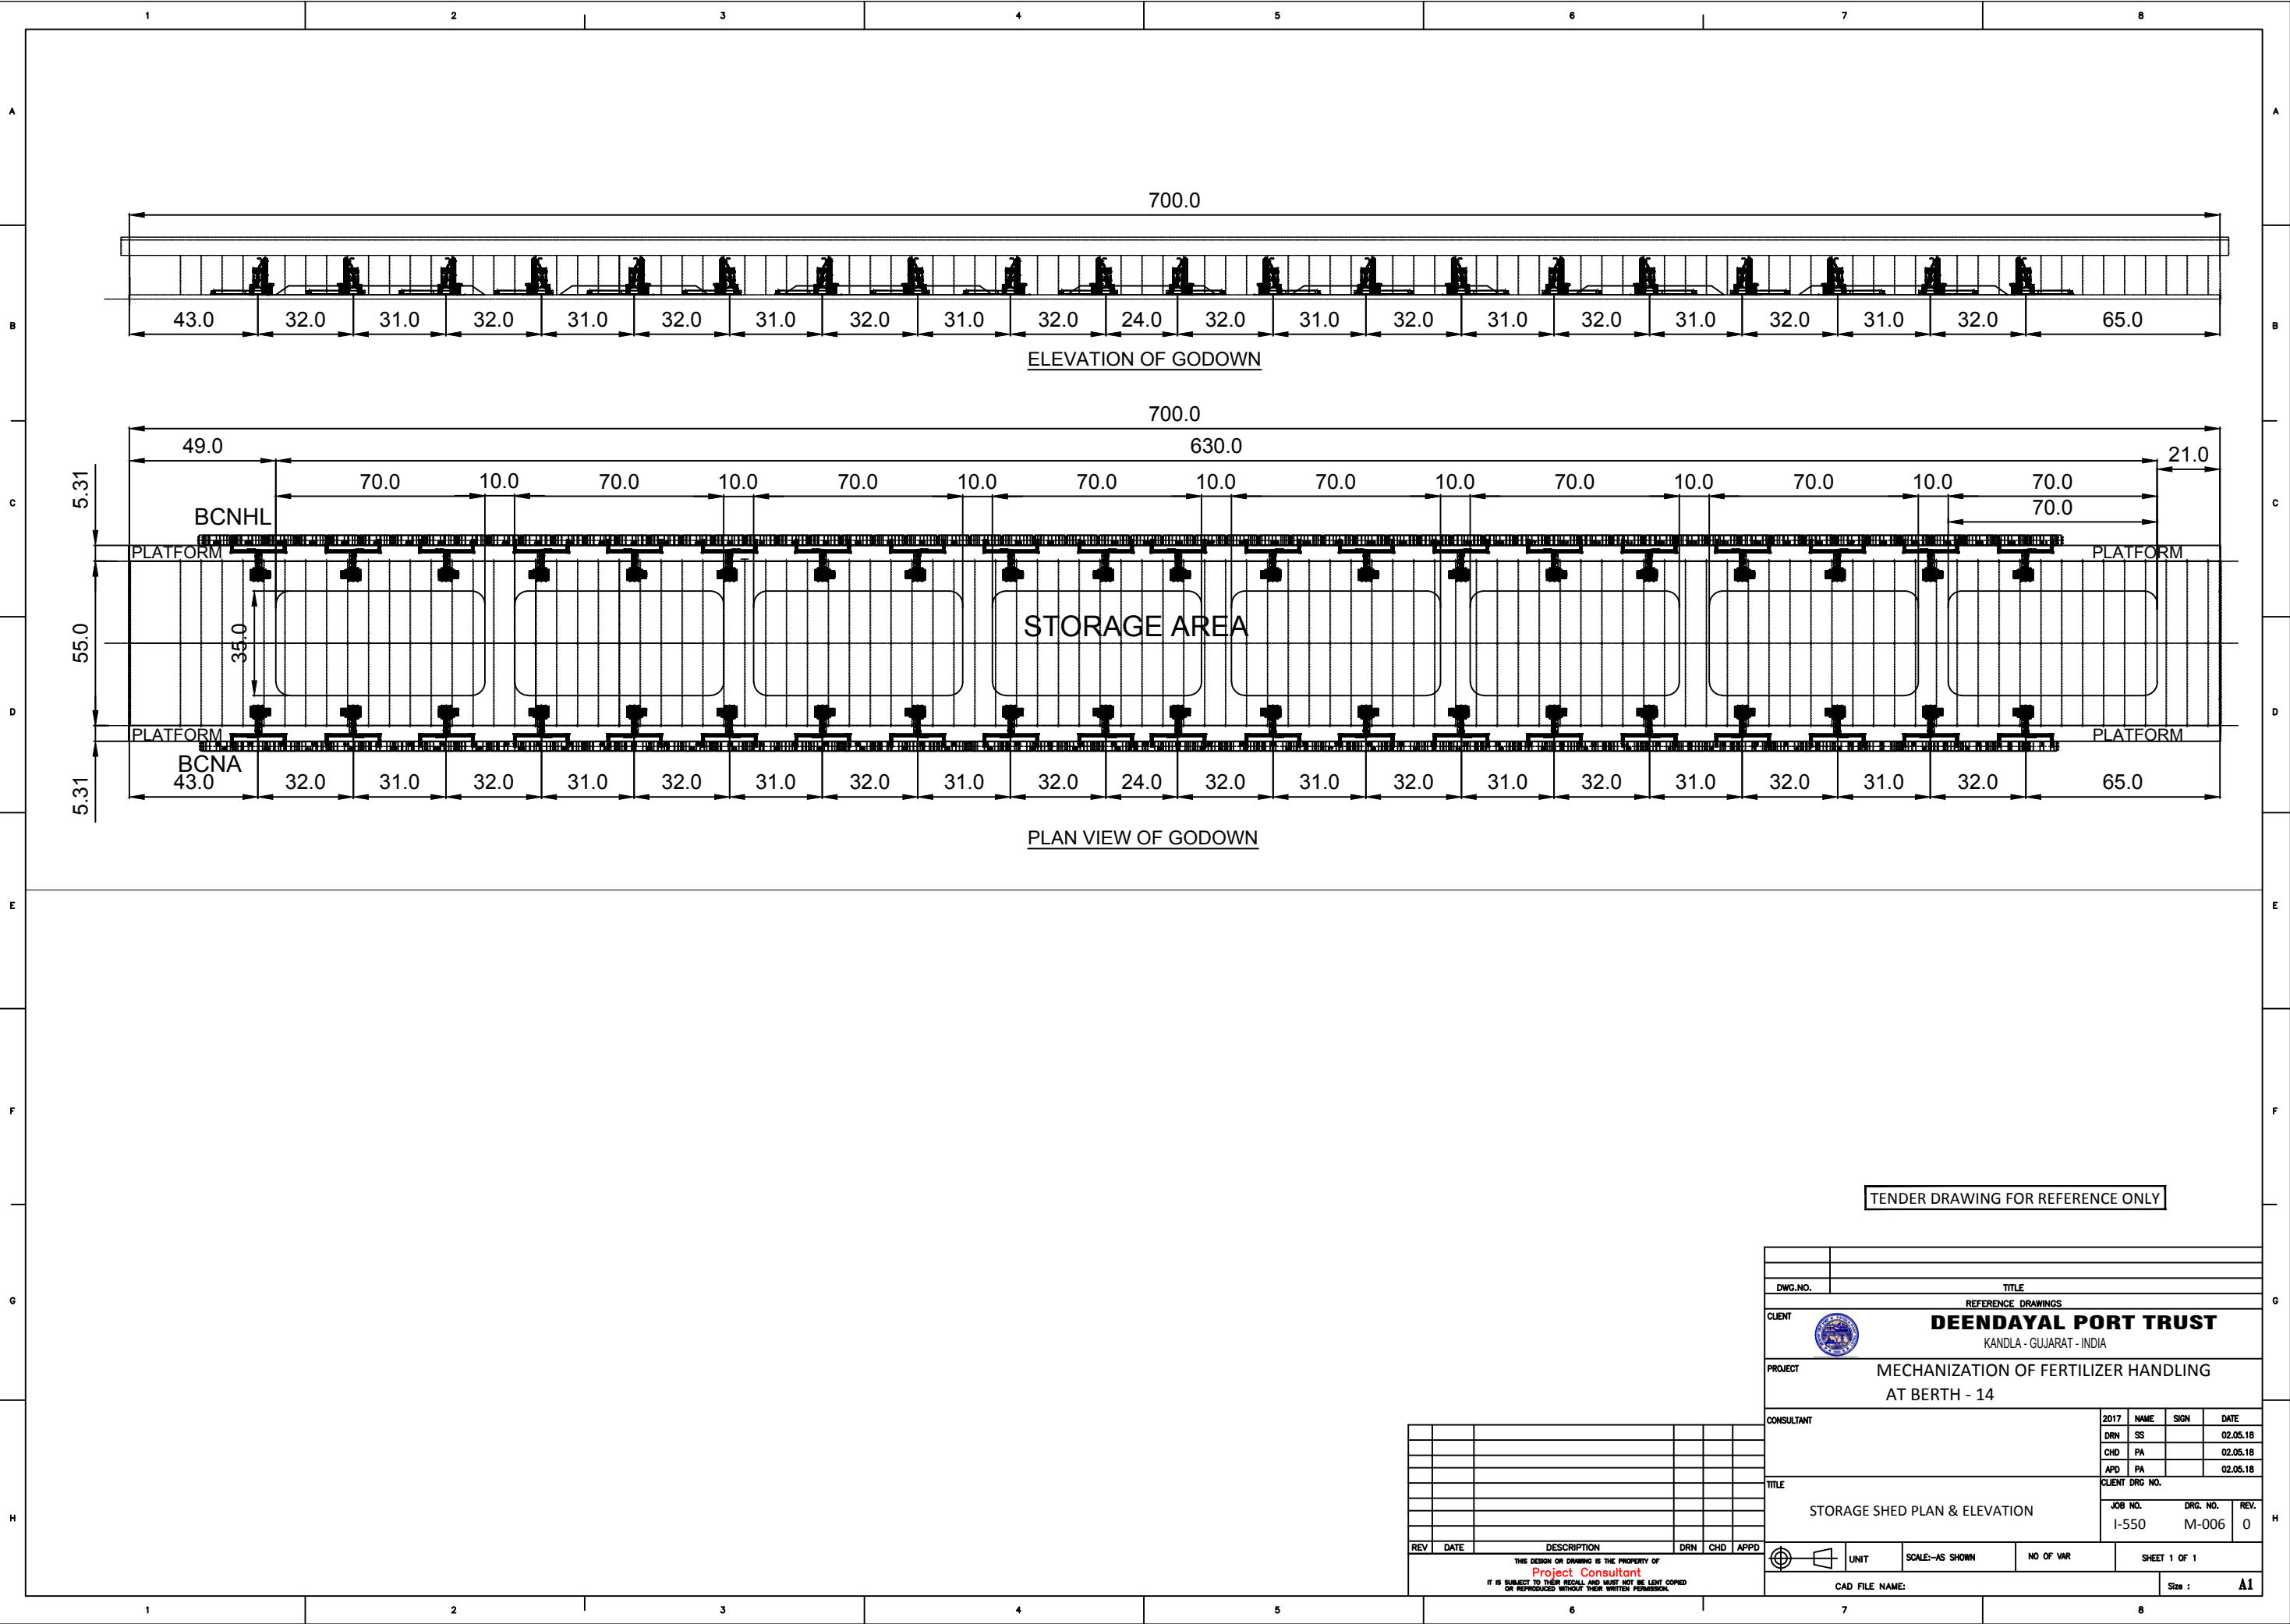 1 2 3 4 5 6 7 8
A A
700.0
43.0 32.0 31.0 32.0 31.0 32.0 31.0 32.0 31.0 32.0 24.0 32.0 31.0 32.0 31.0 32.0 31.0 32.0 31.0 32.0 65.0
B B
ELEVATION OF GODOWN
700.0
49.0 630.0 21.0
70.0 10.0 70.0 10.0 70.0 10.0 70.0 10.0 70.0 10.0 70.0 10.0 70.0 10.0 70.0
5.31
C C
70.0
BCNHL
PLATFORM PLATFORM
STORAGE AREA
55.0 35.0
D D
PLATFORM PLATFORM
BCNA
43.0 32.0 31.0 32.0 31.0 32.0 31.0 32.0 31.0 32.0 24.0 32.0 31.0 32.0 31.0 32.0 31.0 32.0 31.0 32.0 65.0
5.31
PLAN VIEW OF GODOWN
E E
F F
TENDER DRAWING FOR REFERENCE ONLY
DWG.NO. TITLE
G G
REFERENCE DRAWINGS
CLIENT
DEENDAYAL PORT TRUST
KANDLA - GUJARAT - INDIA
PROJECT
MECHANIZATION OF FERTILIZER HANDLING
AT BERTH - 14
CONSULTANT
2017 NAME SIGN DATE
DRN SS 02.05.18
CHD PA 02.05.18
APD PA 02.05.18
TITLE
CLIENT DRG NO.
STORAGE SHED PLAN & ELEVATION
JOB NO. DRG. NO. REV.
I-550 M-006 0
H H
REV DATE DESCRIPTION DRN CHD APPD
UNIT SCALE:-AS SHOWN NO OF VAR SHEET 1 OF 1
THIS DESIGN OR DRAWING IS THE PROPERTY OF
Project Consultant
IT IS SUBJECT TO THEIR RECALL AND MUST NOT BE LENT COPIED
OR REPRODUCED WITHOUT THEIR WRITTEN PERMISSION.
CAD FILE NAME: Size : A1
1 2 3 4 5 6 7 8